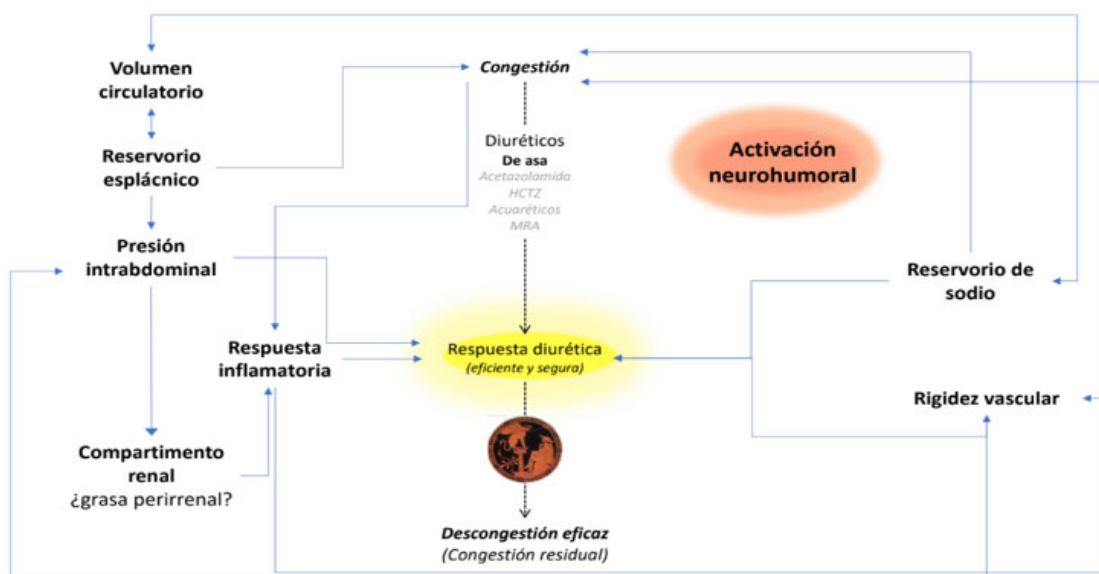 Volumen
circulatorio
Reservorio
esplácnico
Presión
intrabdominal
Compartimento
renal
¿grasa perirrenal?
Respuesta
inflamatoria
Congestión
Diuréticos
De asa
Acetazolamida
HCTZ
Acuaréticos
MRA
Respuesta diurética
(eficiente y segura)
Descongestión eficaz
(Congestión residual)
Activación
neurohumoral
Reservorio de
sodio
Rigidez vascular